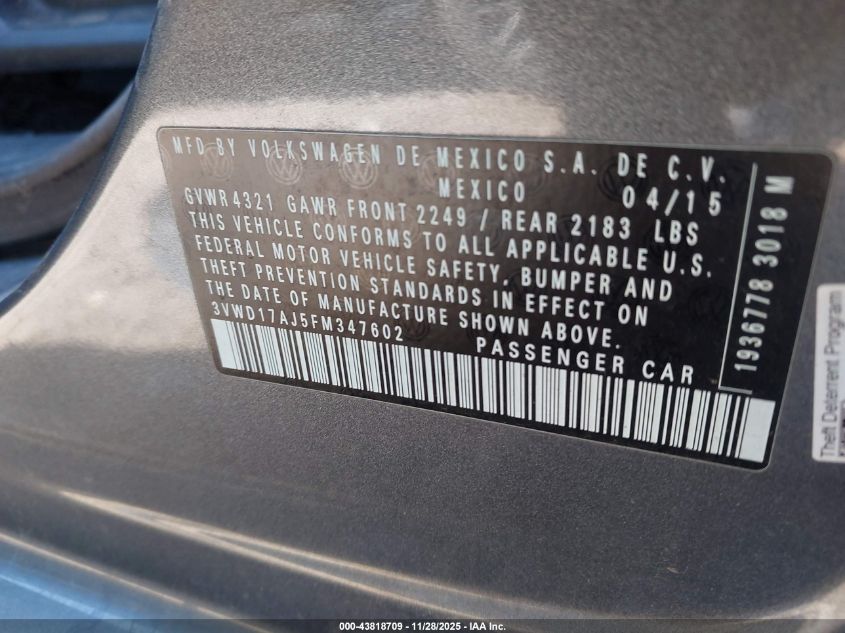 MFD BY VOLKSWAGEN DE MEXICO S.A. DE C.V.
MEXICO 04/15
GVWR 4321 GAWR FRONT 2249 / REAR 2183 LBS
THIS VEHICLE CONFORMS TO ALL APPLICABLE U.S.
FEDERAL MOTOR VEHICLE SAFETY, BUMPER AND
THEFT PREVENTION STANDARDS IN EFFECT ON
THE DATE OF MANUFACTURE SHOWN ABOVE.
3VWD17AJ5FM347602
PASSENGER CAR
1936778 3018 M
Theft Deterrent Program
000-43818709 - 11/28/2025 - IAA Inc.